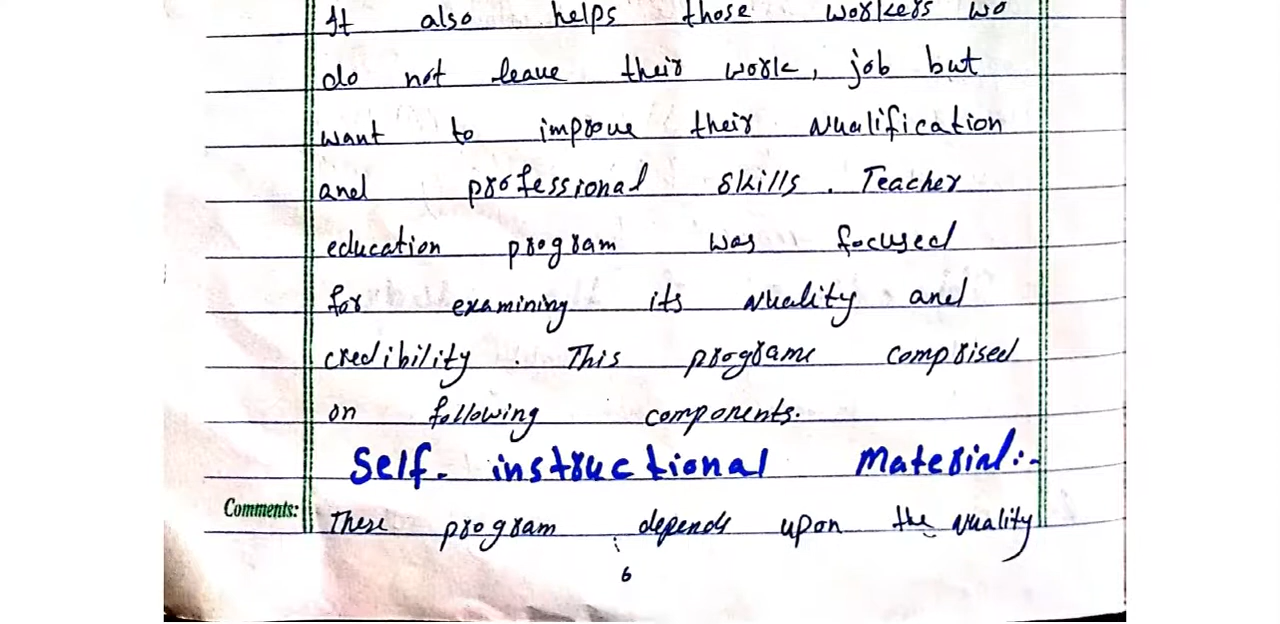 It also helps those workers wo
do not leave their work, job but
want to improve their qualification
and professional skills. Teacher
education program was focused
for examining its quality and
credibility. This programe comprised
on following components.
Self-instructional Material:-
Comments: These program depends upon the quality
6